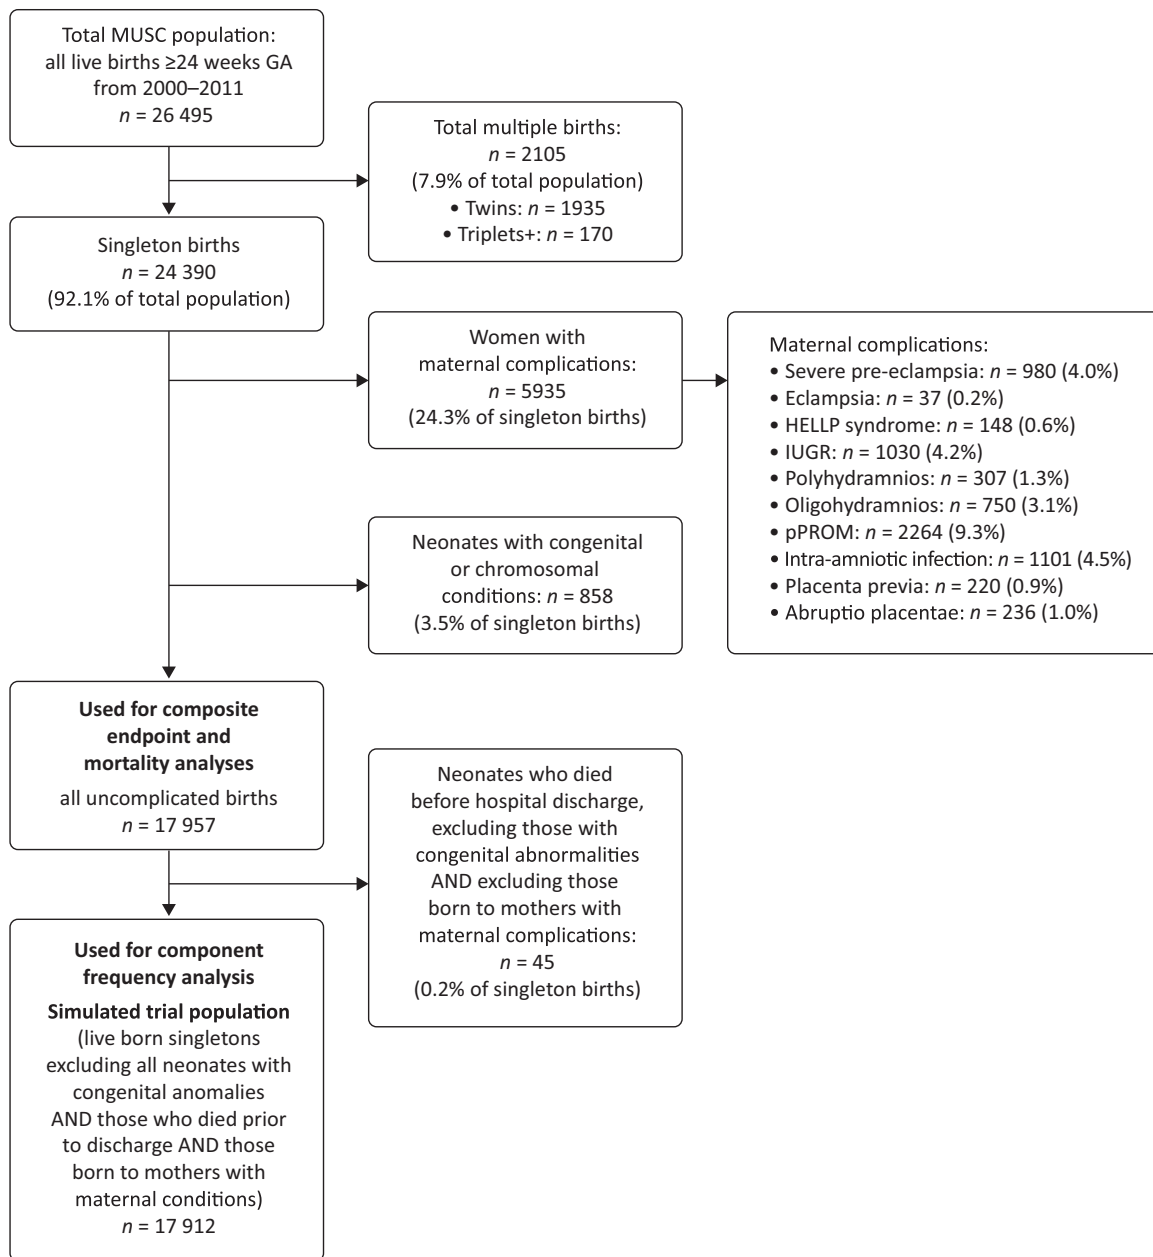 Total MUSC population:
all live births ≥24 weeks GA
from 2000–2011
n = 26 495
Total multiple births:
n = 2105
(7.9% of total population)
• Twins: n = 1935
• Triplets+: n = 170
Singleton births
n = 24 390
(92.1% of total population)
Women with
maternal complications:
n = 5935
(24.3% of singleton births)
Maternal complications:
• Severe pre-eclampsia: n = 980 (4.0%)
• Eclampsia: n = 37 (0.2%)
• HELLP syndrome: n = 148 (0.6%)
• IUGR: n = 1030 (4.2%)
• Polyhydramnios: n = 307 (1.3%)
• Oligohydramnios: n = 750 (3.1%)
• pPROM: n = 2264 (9.3%)
• Intra-amniotic infection: n = 1101 (4.5%)
• Placenta previa: n = 220 (0.9%)
• Abruptio placentae: n = 236 (1.0%)
Neonates with congenital
or chromosomal
conditions: n = 858
(3.5% of singleton births)
Used for composite
endpoint and
mortality analyses
all uncomplicated births
n = 17 957
Neonates who died
before hospital discharge,
excluding those with
congenital abnormalities
AND excluding those
born to mothers with
maternal complications:
n = 45
(0.2% of singleton births)
Used for component
frequency analysis
Simulated trial population
(live born singletons
excluding all neonates with
congenital anomalies
AND those who died prior
to discharge AND those
born to mothers with
maternal conditions)
n = 17 912